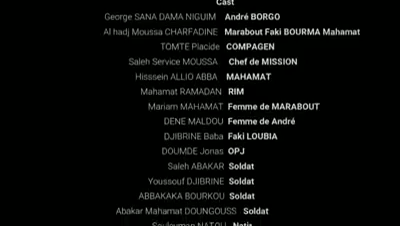 Cast
George SANA DAMA NIGUIM André BORGO
Al hadj Moussa CHARFADINE Marabout Faki BOURMA Mahamat
TOMTE Placide COMPAGEN
Saleh Service MOUSSA Chef de MISSION
Hisssein ALLIO ABBA MAHAMAT
Mahamat RAMADAN RIM
Mariam MAHAMAT Femme de MARABOUT
DENE MALDOU Femme de André
DJIBRINE Baba Faki LOUBIA
DOUMDE Jonas OPJ
Saleh ABAKAR Soldat
Youssouf DJIBRINE Soldat
ABBAKAKA BOURKOU Soldat
Abakar Mahamat DOUNGOUSS Soldat